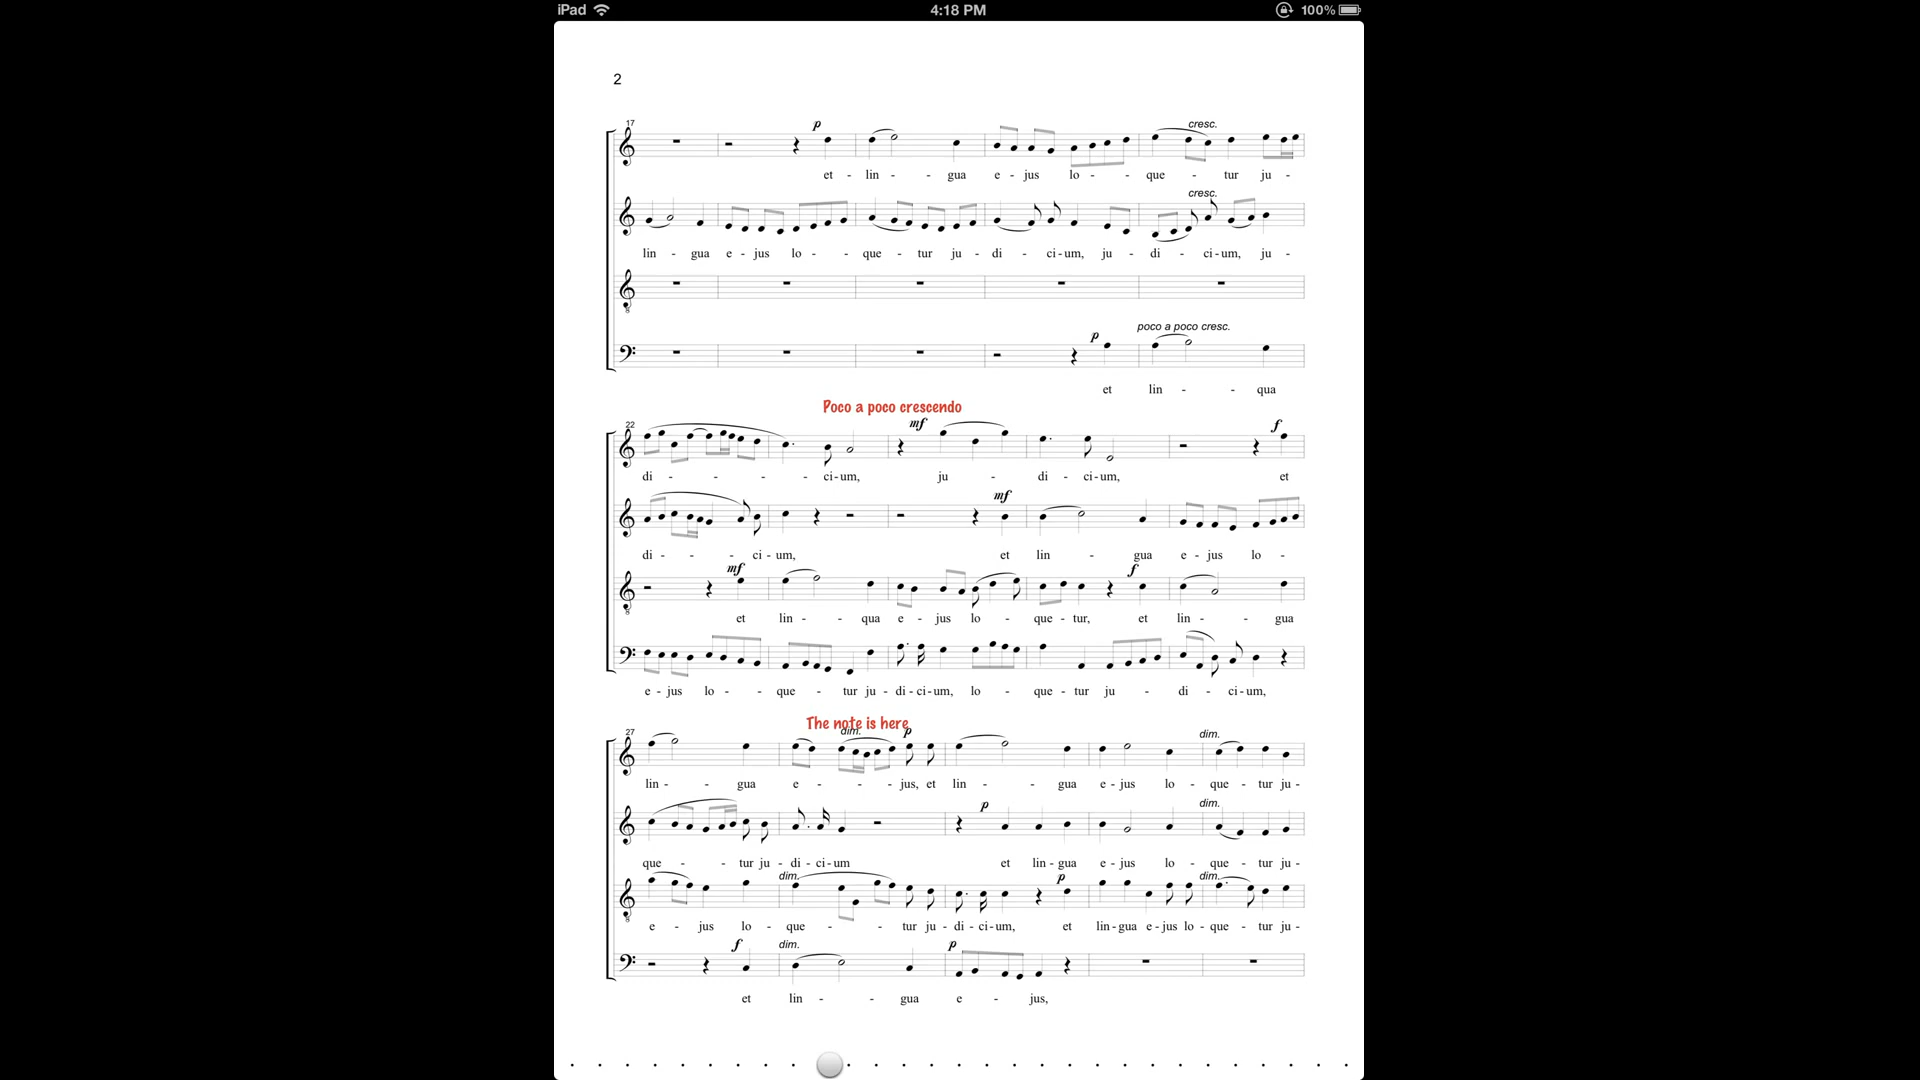 iPad 4:18 PM 100%
2
17 p cresc.
et - lin - - gua e - jus lo - - que - tur ju -
cresc.
lin - gua e - jus lo - - que - tur ju - di - ci - um, ju - di - ci - um, ju -
8
p poco a poco cresc.
et lin - - qua
Poco a poco crescendo
22 mf f
di - - - - ci - um, ju - di - ci - um, et
mf
di - - - ci - um, et lin - gua e - jus lo -
mf f
8
et lin - - qua e - jus lo - que - tur, et lin - gua
e - jus lo - - que - tur ju - di - ci - um, lo - que - tur ju - di - ci - um,
The note is here
27 dim. p dim.
lin - - gua e - - - jus, et lin - - gua e - jus lo - que - tur ju -
p dim.
que - - tur ju - di - ci - um et lin - gua e - jus lo - que - tur ju -
dim. p dim.
8
e - jus lo - que - - - tur ju - di - ci - um, et lin - gua e - jus lo - que - tur ju -
f dim. p
et lin - - gua e - jus,